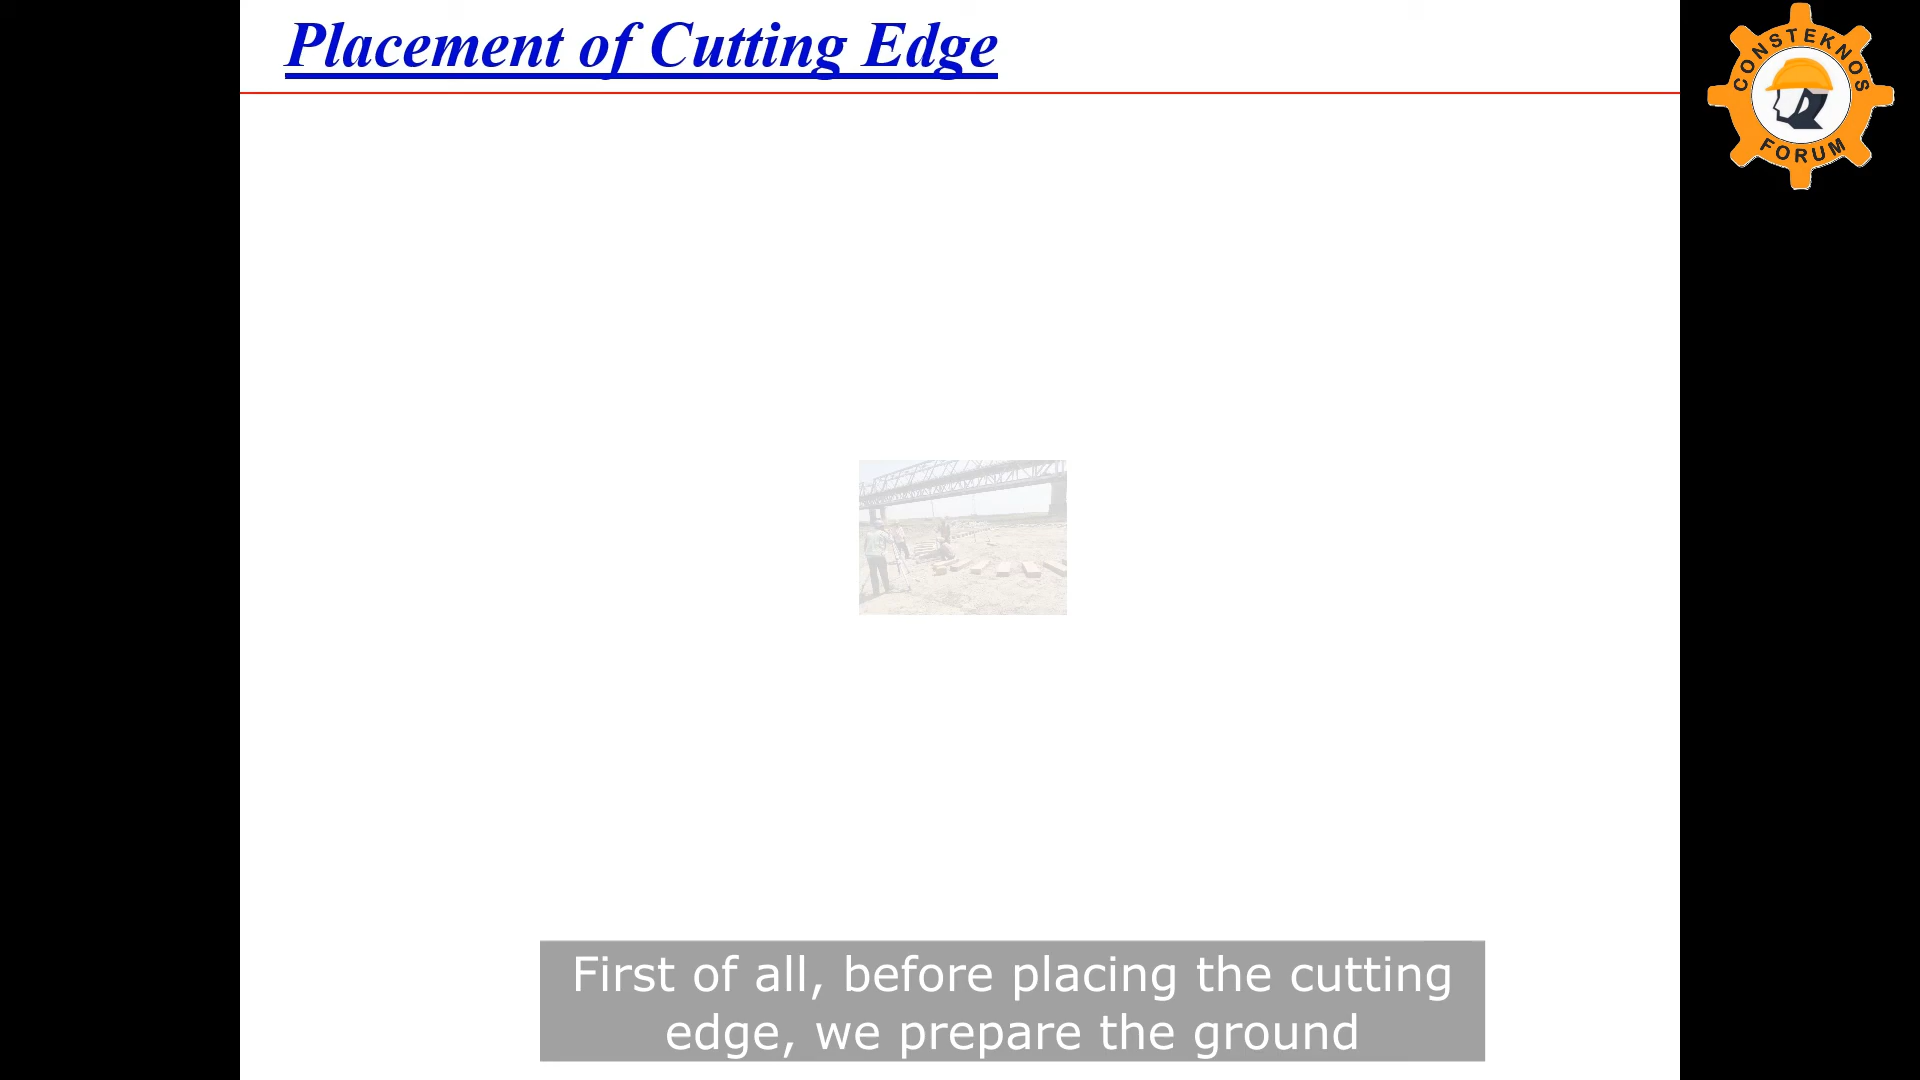 Placement of Cutting Edge
CONSTEKNOS
FORUM
First of all, before placing the cutting
edge, we prepare the ground